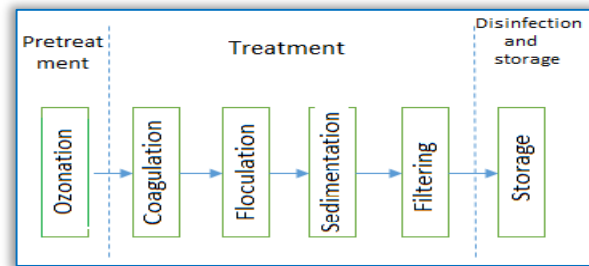 Pretreat
ment
Treatment
Disinfection
and
storage
Ozonation
Coagulation
Floculation
Sedimentation
Filtering
Storage